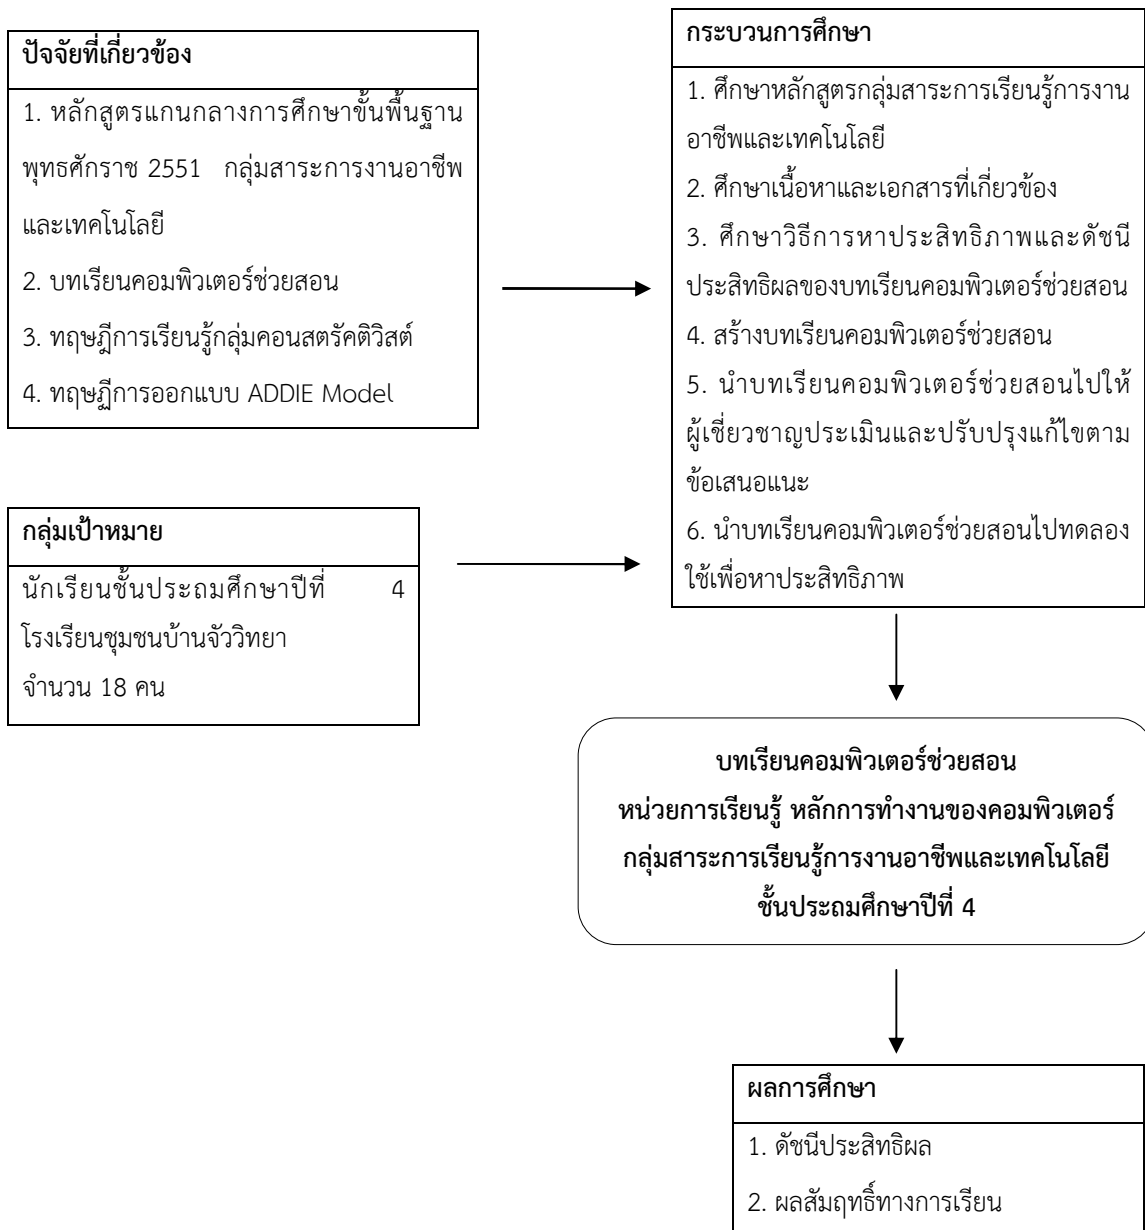 ปัจจัยที่เกี่ยวข้อง
1. หลักสูตรแกนกลางการศึกษาขั้นพื้นฐาน
พุทธศักราช 2551 กลุ่มสาระการงานอาชีพ
และเทคโนโลยี
2. บทเรียนคอมพิวเตอร์ช่วยสอน
3. ทฤษฎีการเรียนรู้กลุ่มคอนสตรัคติวิสต์
4. ทฤษฏีการออกแบบ ADDIE Model
กลุ่มเป้าหมาย
นักเรียนชั้นประถมศึกษาปีที่ 4
โรงเรียนชุมชนบ้านจัววิทยา
จำนวน 18 คน
กระบวนการศึกษา
1. ศึกษาหลักสูตรกลุ่มสาระการเรียนรู้การงาน
อาชีพและเทคโนโลยี
2. ศึกษาเนื้อหาและเอกสารที่เกี่ยวข้อง
3. ศึกษาวิธีการหาประสิทธิภาพและดัชนี
ประสิทธิผลของบทเรียนคอมพิวเตอร์ช่วยสอน
4. สร้างบทเรียนคอมพิวเตอร์ช่วยสอน
5. นำบทเรียนคอมพิวเตอร์ช่วยสอนไปให้
ผู้เชี่ยวชาญประเมินและปรับปรุงแก้ไขตาม
ข้อเสนอแนะ
6. นำบทเรียนคอมพิวเตอร์ช่วยสอนไปทดลอง
ใช้เพื่อหาประสิทธิภาพ
บทเรียนคอมพิวเตอร์ช่วยสอน
หน่วยการเรียนรู้ หลักการทำงานของคอมพิวเตอร์
กลุ่มสาระการเรียนรู้การงานอาชีพและเทคโนโลยี
ชั้นประถมศึกษาปีที่ 4
ผลการศึกษา
1. ดัชนีประสิทธิผล
2. ผลสัมฤทธิ์ทางการเรียน